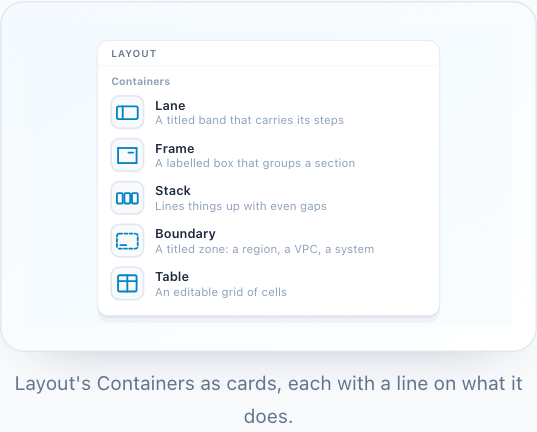 LAYOUT
Containers
Lane
A titled band that carries its steps
Frame
A labelled box that groups a section
Stack
Lines things up with even gaps
Boundary
A titled zone: a region, a VPC, a system
Table
An editable grid of cells
Layout's Containers as cards, each with a line on what it
does.